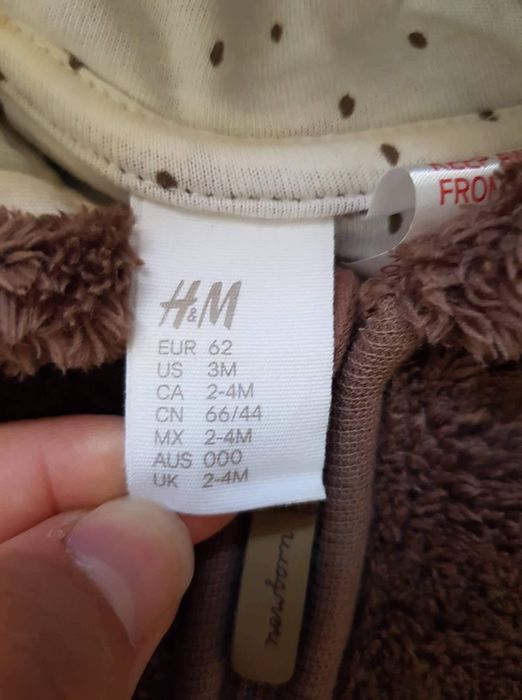 FROM
H&M
EUR 62
US 3M
CA 2-4M
CN 66/44
MX 2-4M
AUS 000
UK 2-4M
newborn